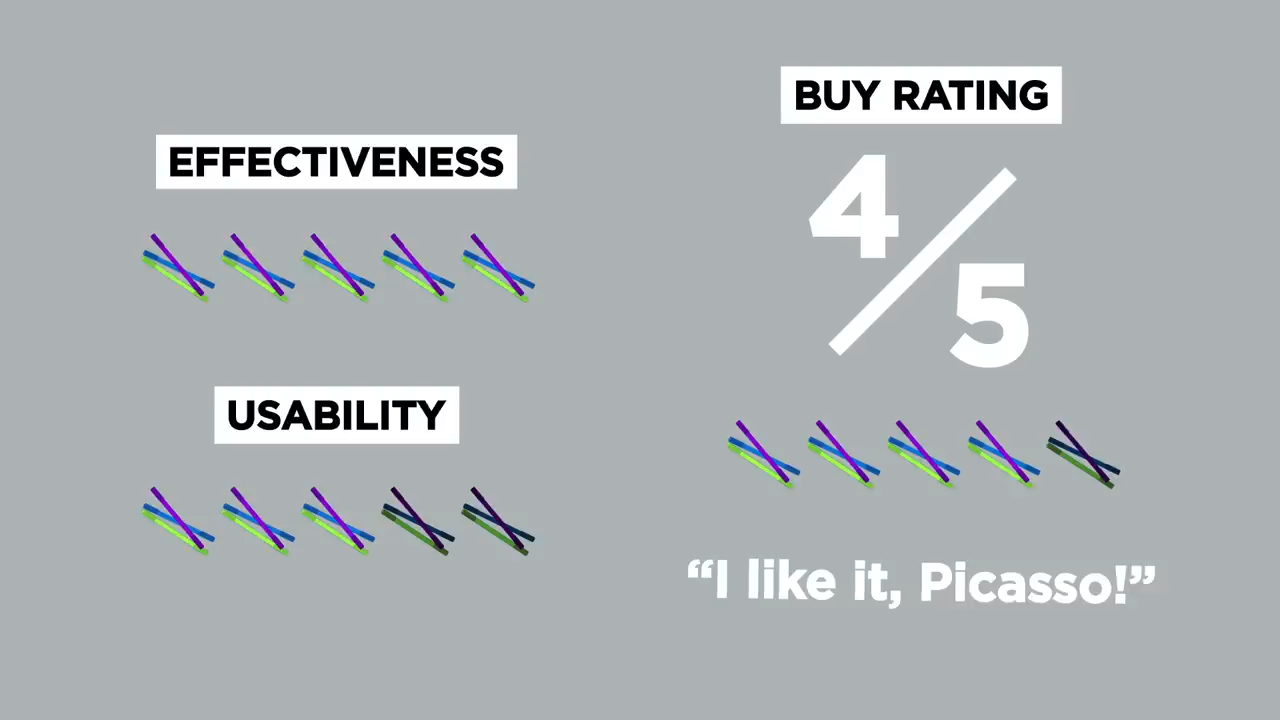 EFFECTIVENESS
USABILITY
BUY RATING
4/5
“I like it, Picasso!”